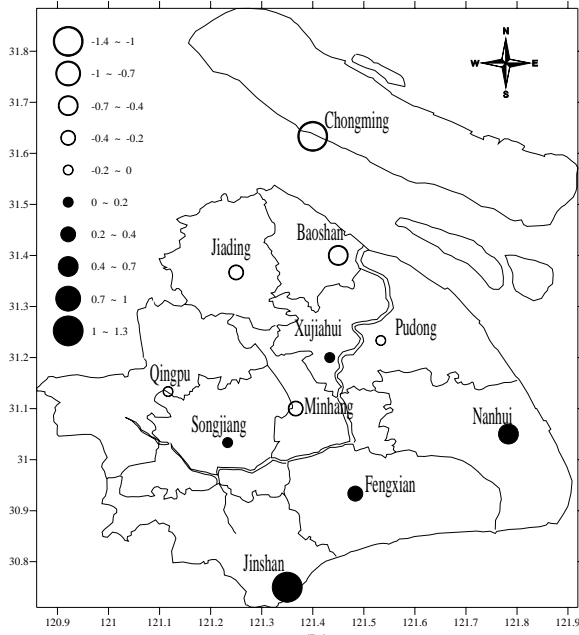 31.8
31.7
31.6
31.5
31.4
31.3
31.2
31.1
31
30.9
30.8
-1.4 ~ -1
-1 ~ -0.7
-0.7 ~ -0.4
-0.4 ~ -0.2
-0.2 ~ 0
0 ~ 0.2
0.2 ~ 0.4
0.4 ~ 0.7
0.7 ~ 1
1 ~ 1.3
N
W E
S
Chongming
Baoshan
Jiading
Xujiahui Pudong
Qingpu
Minhang
Songjiang
Nanhui
Fengxian
Jinshan
120.9 121 121.1 121.2 121.3 121.4 121.5 121.6 121.7 121.8 121.9